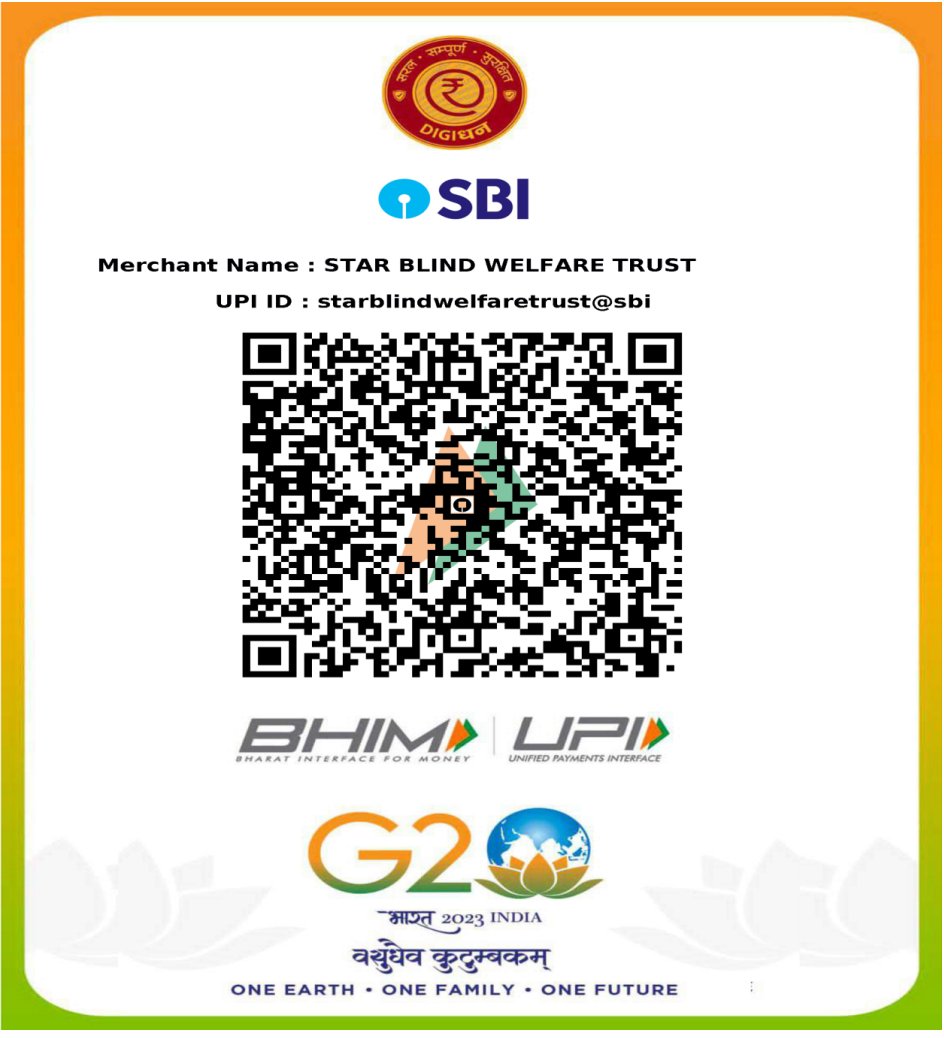 सरल · सम्पूर्ण · सुरक्षित
DIGIधन
SBI
Merchant Name : STAR BLIND WELFARE TRUST
UPI ID : starblindwelfaretrust@sbi
BHIM UPI
BHARAT INTERFACE FOR MONEY UNIFIED PAYMENTS INTERFACE
G20
भारत 2023 INDIA
वसुधैव कुटुम्बकम्
ONE EARTH • ONE FAMILY • ONE FUTURE